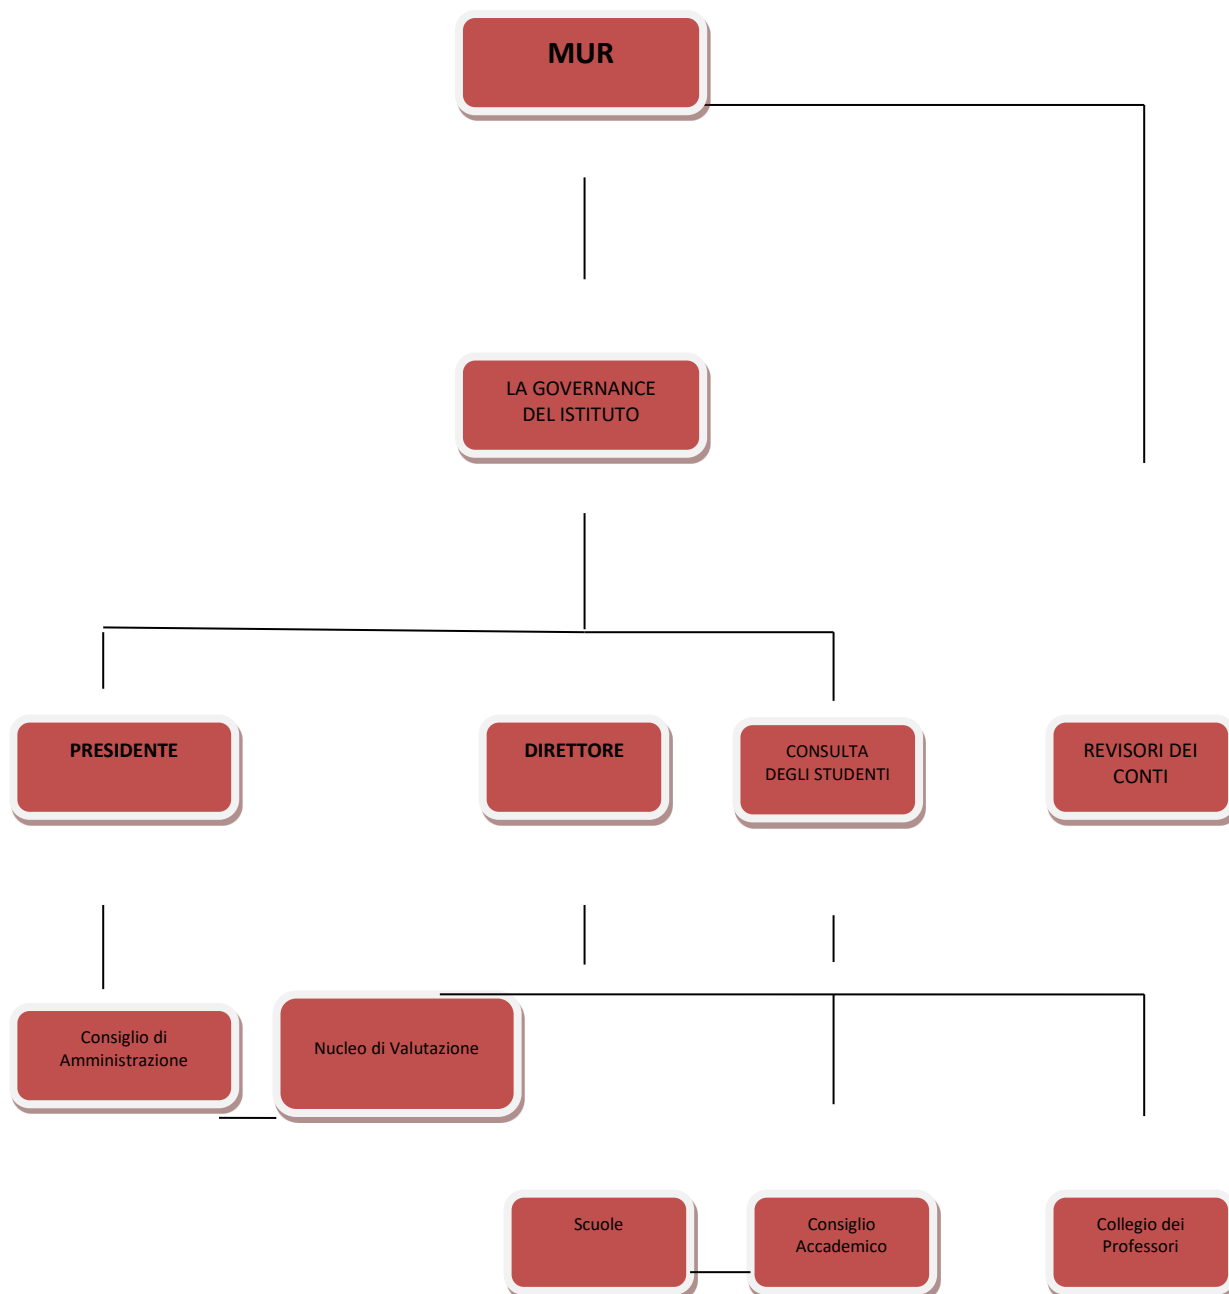 MUR
LA GOVERNANCE
DEL ISTITUTO
PRESIDENTE
DIRETTORE
CONSULTA
DEGLI STUDENTI
REVISORI DEI
CONTI
Consiglio di
Amministrazione
Nucleo di Valutazione
Scuole
Consiglio
Accademico
Collegio dei
Professori